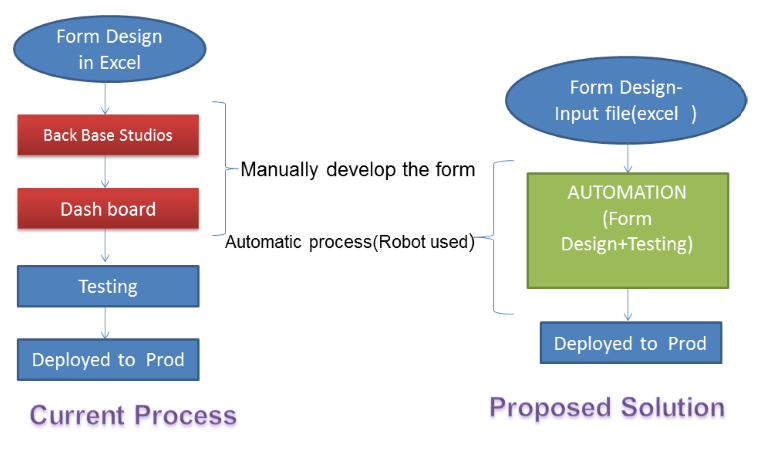 Form Design
in Excel
Back Base Studios
Dash board
Testing
Deployed to Prod
Current Process
Manually develop the form
Automatic process(Robot used)
Form Design-
Input file(excel )
AUTOMATION
(Form
Design+Testing)
Deployed to Prod
Proposed Solution